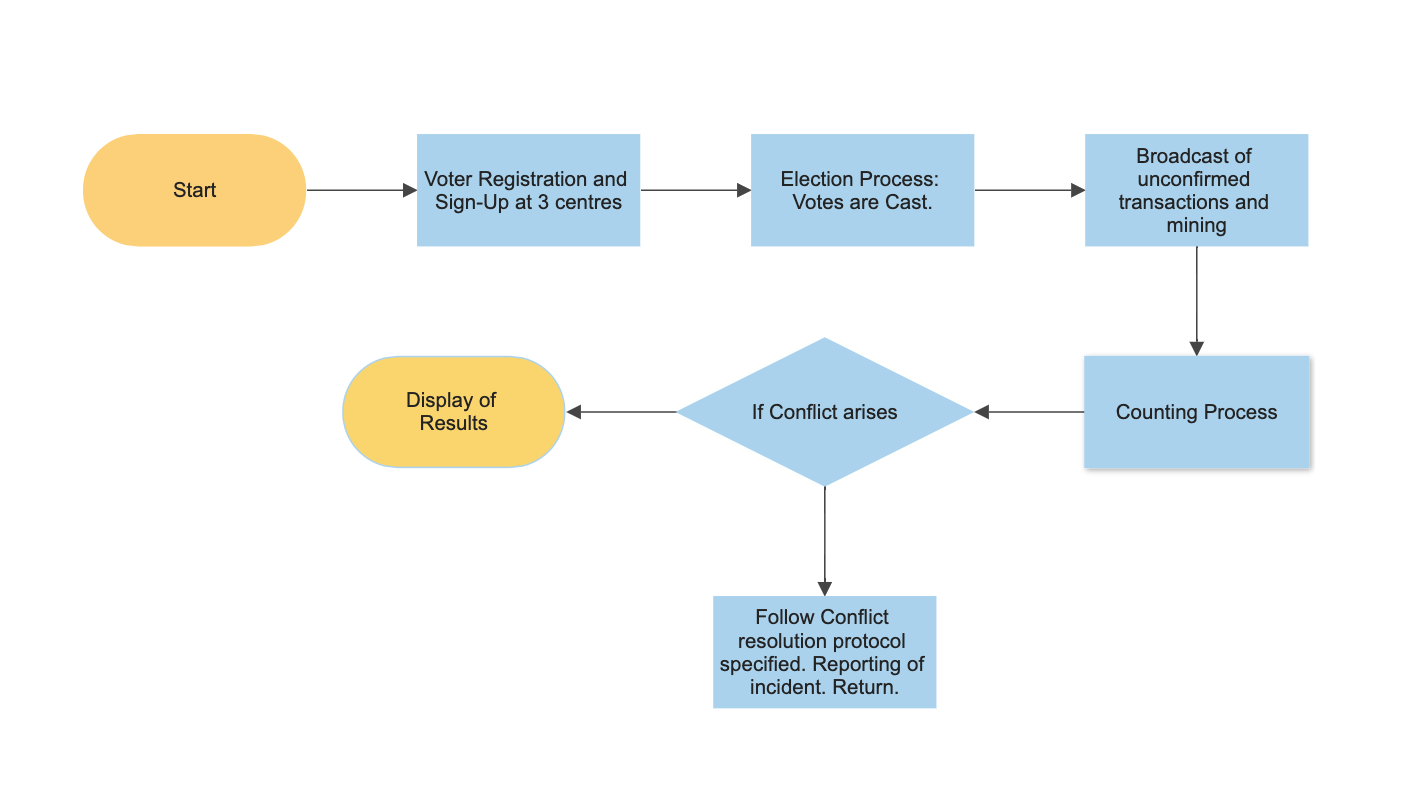 Start
Voter Registration and
Sign-Up at 3 centres
Election Process:
Votes are Cast.
Broadcast of
unconfirmed
transactions and
mining
Display of
Results
If Conflict arises
Counting Process
Follow Conflict
resolution protocol
specified. Reporting of
incident. Return.